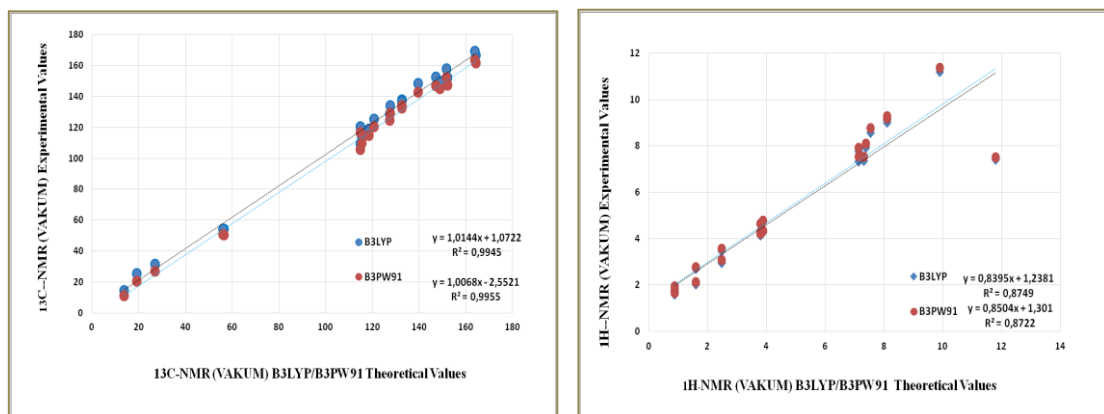 13C--NMR (VAKUM) Experimental Values
180
160
140
120
100
80
60
40
20
0
0 20 40 60 80 100 120 140 160 180
B3LYP
y = 1,0144x + 1,0722
R² = 0,9945
B3PW91
y = 1,0068x - 2,5521
R² = 0,9955
13C-NMR (VAKUM) B3LYP/B3PW91 Theoretical Values
1H--NMR (VAKUM) Experimental Values
12
10
8
6
4
2
0
0 2 4 6 8 10 12 14
B3LYP
y = 0,8395x + 1,2381
R² = 0,8749
B3PW91
y = 0,8504x + 1,301
R² = 0,8722
1H-NMR (VAKUM) B3LYP/B3PW91 Theoretical Values